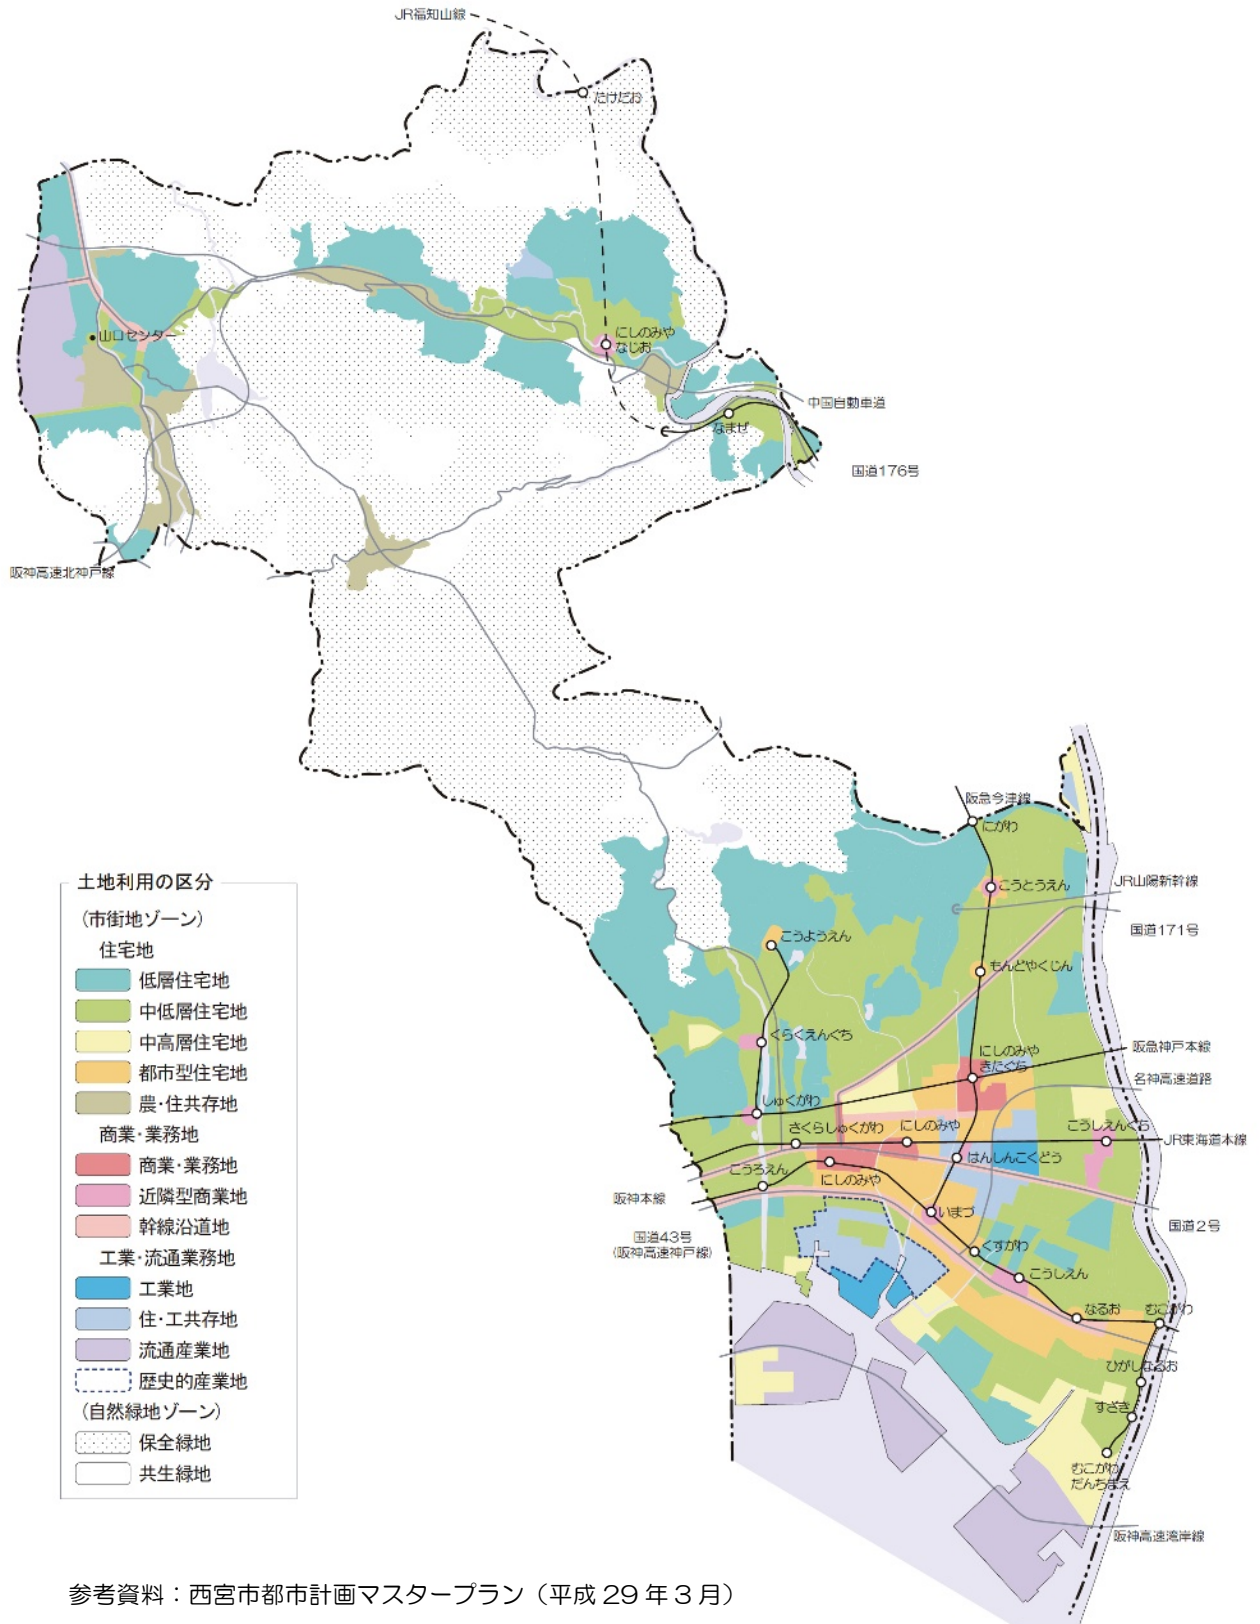 JR福知山線
たけだお
山口センター
にしのみや
なじお
中国自動車道
なまぜ
国道176号
阪神高速北神戸線
阪急今津線
にがわ
こうとうえん
JR山陽新幹線
国道171号
こうようえん
もんどやくじん
くらくえんぐち
にしのみや
きたぐち
阪急神戸本線
名神高速道路
しゅくがわ
さくらしゅくがわ
にしのみや
こうしえんぐち
JR東海道本線
はんしんこくどう
こうろえん
にしのみや
阪神本線
いまづ
国道2号
国道43号
(阪神高速神戸線)
くすがわ
こうしえん
なるお
むこがわ
ひがしなるお
すざき
むこがわ
だんちまえ
阪神高速湾岸線
土地利用の区分
(市街地ゾーン)
住宅地
低層住宅地
中低層住宅地
中高層住宅地
都市型住宅地
農・住共存地
商業・業務地
商業・業務地
近隣型商業地
幹線沿道地
工業・流通業務地
工業地
住・工共存地
流通産業地
歴史的産業地
(自然緑地ゾーン)
保全緑地
共生緑地
参考資料：西宮市都市計画マスタープラン（平成 29 年 3 月）